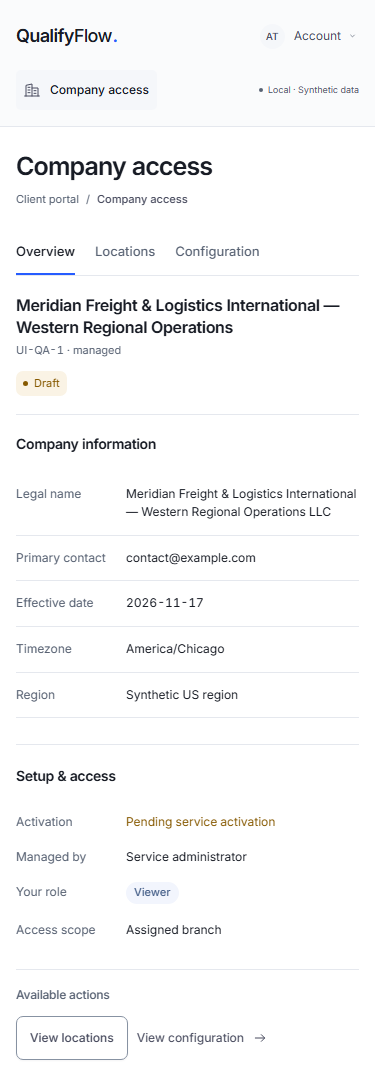 QualifyFlow.
AT Account
Company access
Local · Synthetic data
Company access
Client portal / Company access
Overview Locations Configuration
Meridian Freight & Logistics International —
Western Regional Operations
UI-QA-1 · managed
Draft
Company information
Legal name Meridian Freight & Logistics International
— Western Regional Operations LLC
Primary contact contact@example.com
Effective date 2026-11-17
Timezone America/Chicago
Region Synthetic US region
Setup & access
Activation Pending service activation
Managed by Service administrator
Your role Viewer
Access scope Assigned branch
Available actions
View locations View configuration →